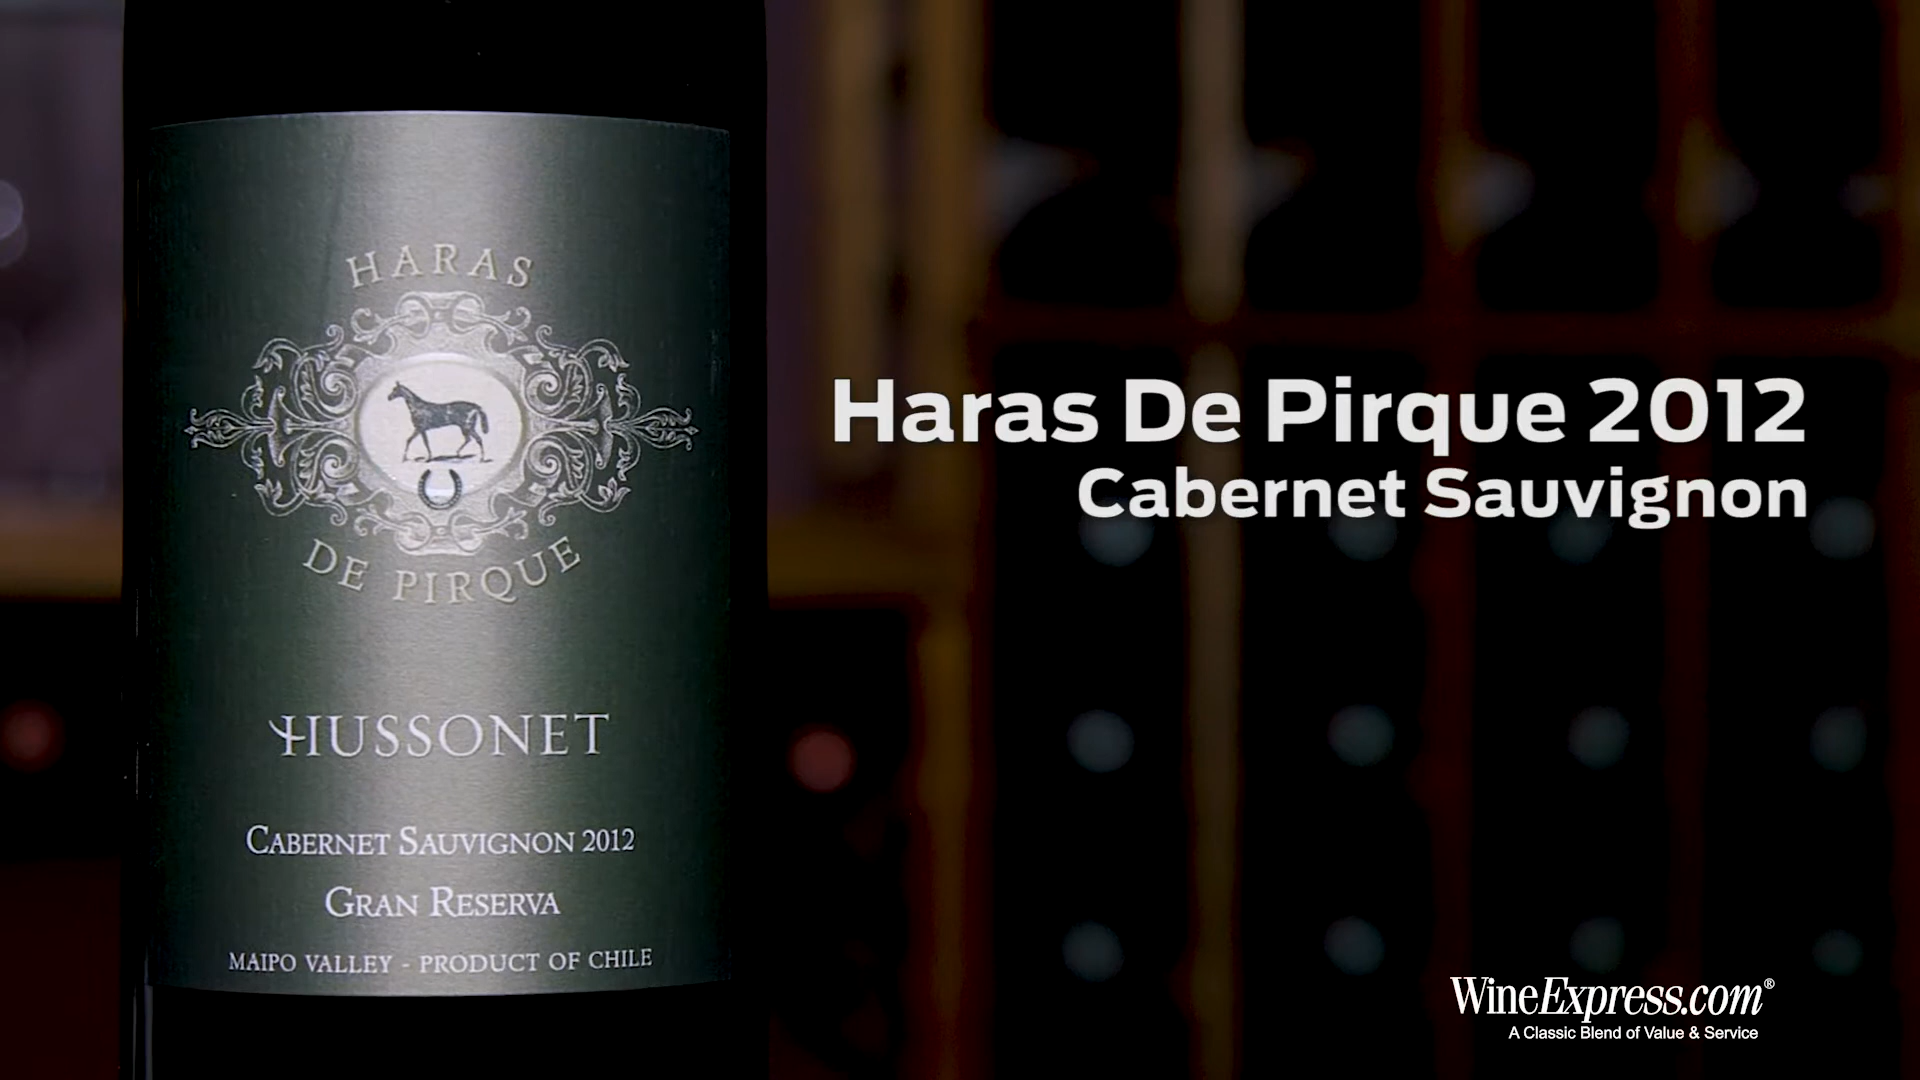 HARAS
DE PIRQUE
HUSSONET
CABERNET SAUVIGNON 2012
GRAN RESERVA
MAIPO VALLEY - PRODUCT OF CHILE
Haras De Pirque 2012
Cabernet Sauvignon
WineExpress.com®
A Classic Blend of Value & Service